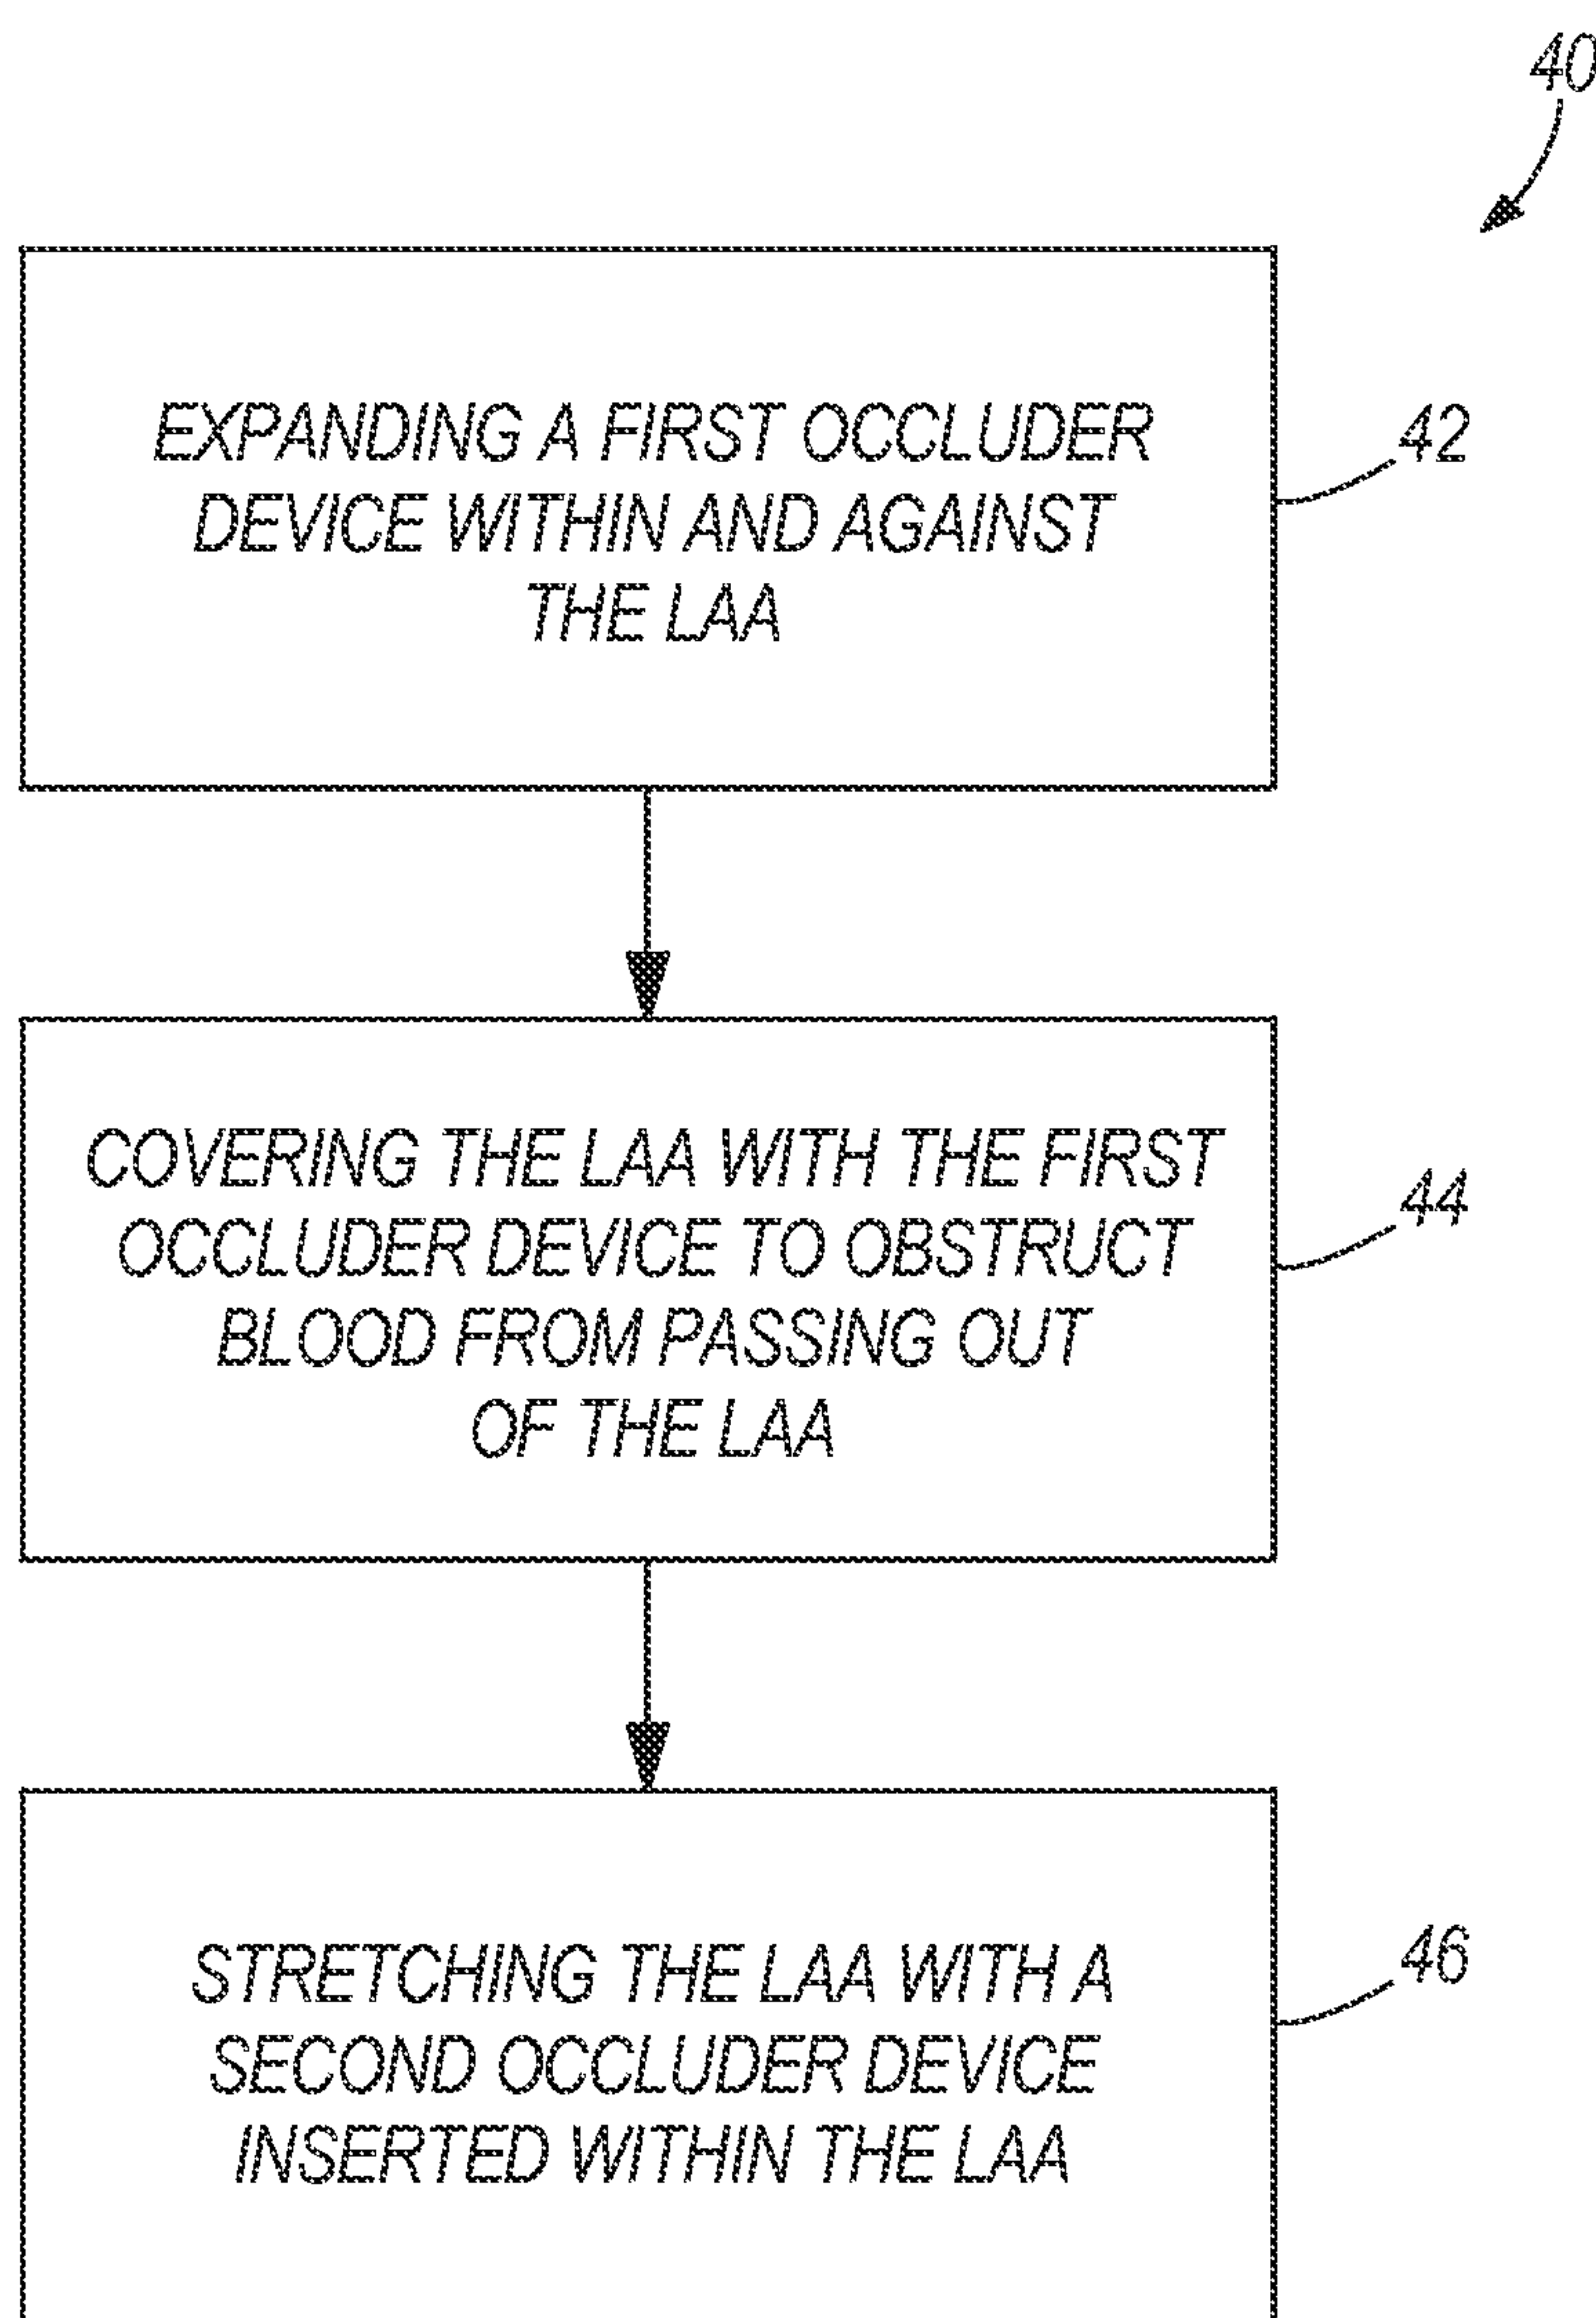 40
EXPANDING A FIRST OCCLUDER
DEVICE WITHIN AND AGAINST
THE LAA
42
COVERING THE LAA WITH THE FIRST
OCCLUDER DEVICE TO OBSTRUCT
BLOOD FROM PASSING OUT
OF THE LAA
44
STRETCHING THE LAA WITH A
SECOND OCCLUDER DEVICE
INSERTED WITHIN THE LAA
46